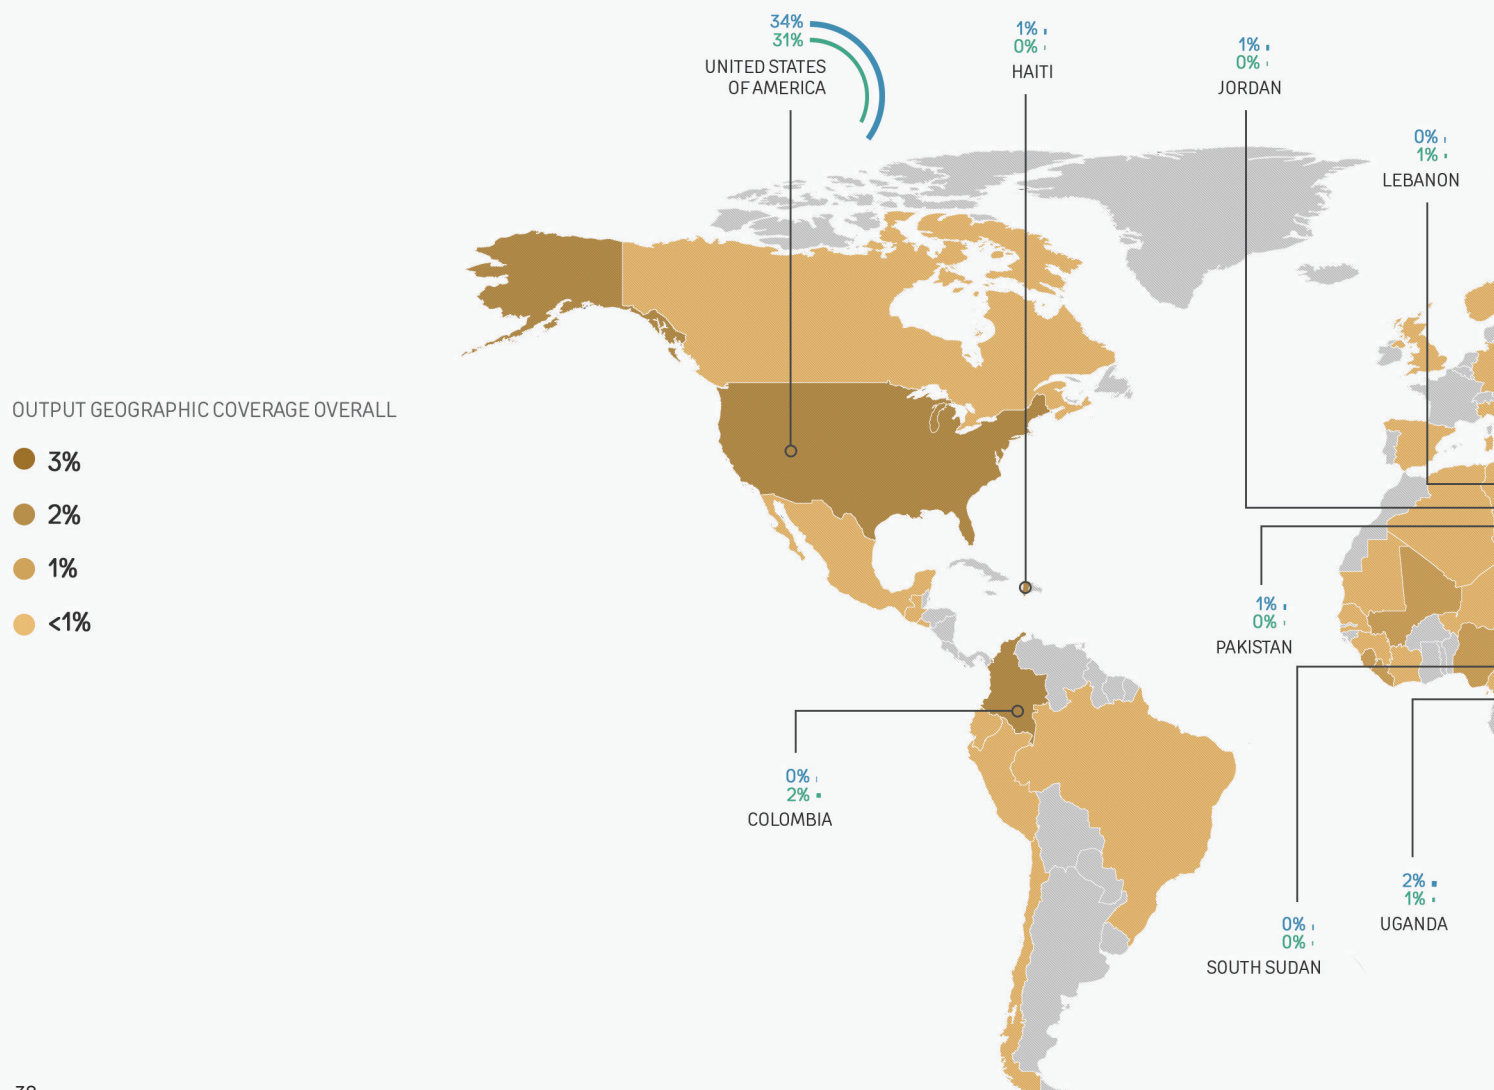 34%
31%
UNITED STATES
OF AMERICA
1%
0%
HAITI
1%
0%
JORDAN
0%
1%
LEBANON
OUTPUT GEOGRAPHIC COVERAGE OVERALL
3%
2%
1%
<1%
1%
0%
PAKISTAN
0%
2%
COLOMBIA
2%
1%
UGANDA
0%
0%
SOUTH SUDAN